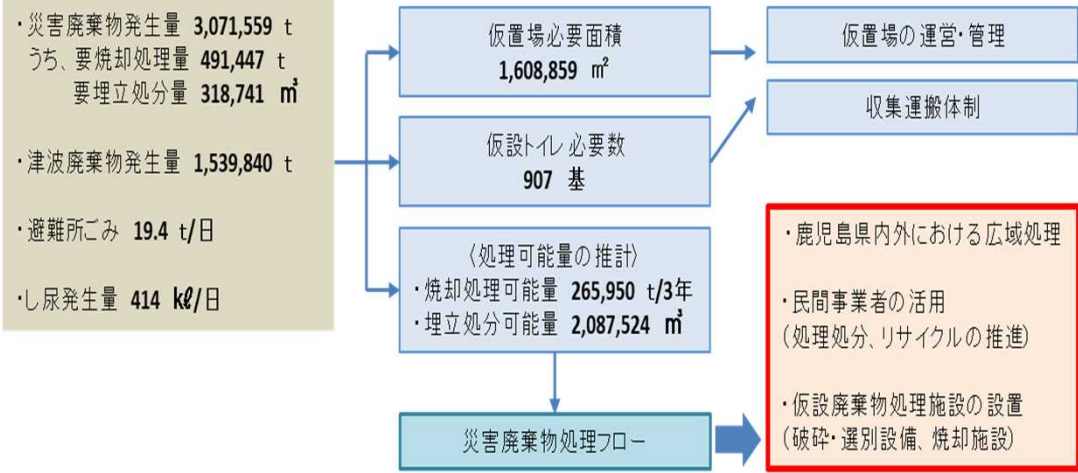 ・災害廃棄物発生量 3,071,559 t
うち、要焼却処理量 491,447 t
要埋立処分量 318,741 ㎥
・津波廃棄物発生量 1,539,840 t
・避難所ごみ 19.4 t/日
・し尿発生量 414 kℓ/日
仮置場必要面積
1,608,859 ㎡
仮設トイレ必要数
907 基
〈処理可能量の推計〉
・焼却処理可能量 265,950 t/3年
・埋立処分可能量 2,087,524 ㎥
災害廃棄物処理フロー
仮置場の運営・管理
収集運搬体制
・鹿児島県内外における広域処理
・民間事業者の活用
(処理処分、リサイクルの推進)
・仮設廃棄物処理施設の設置
(破砕・選別設備、焼却施設)